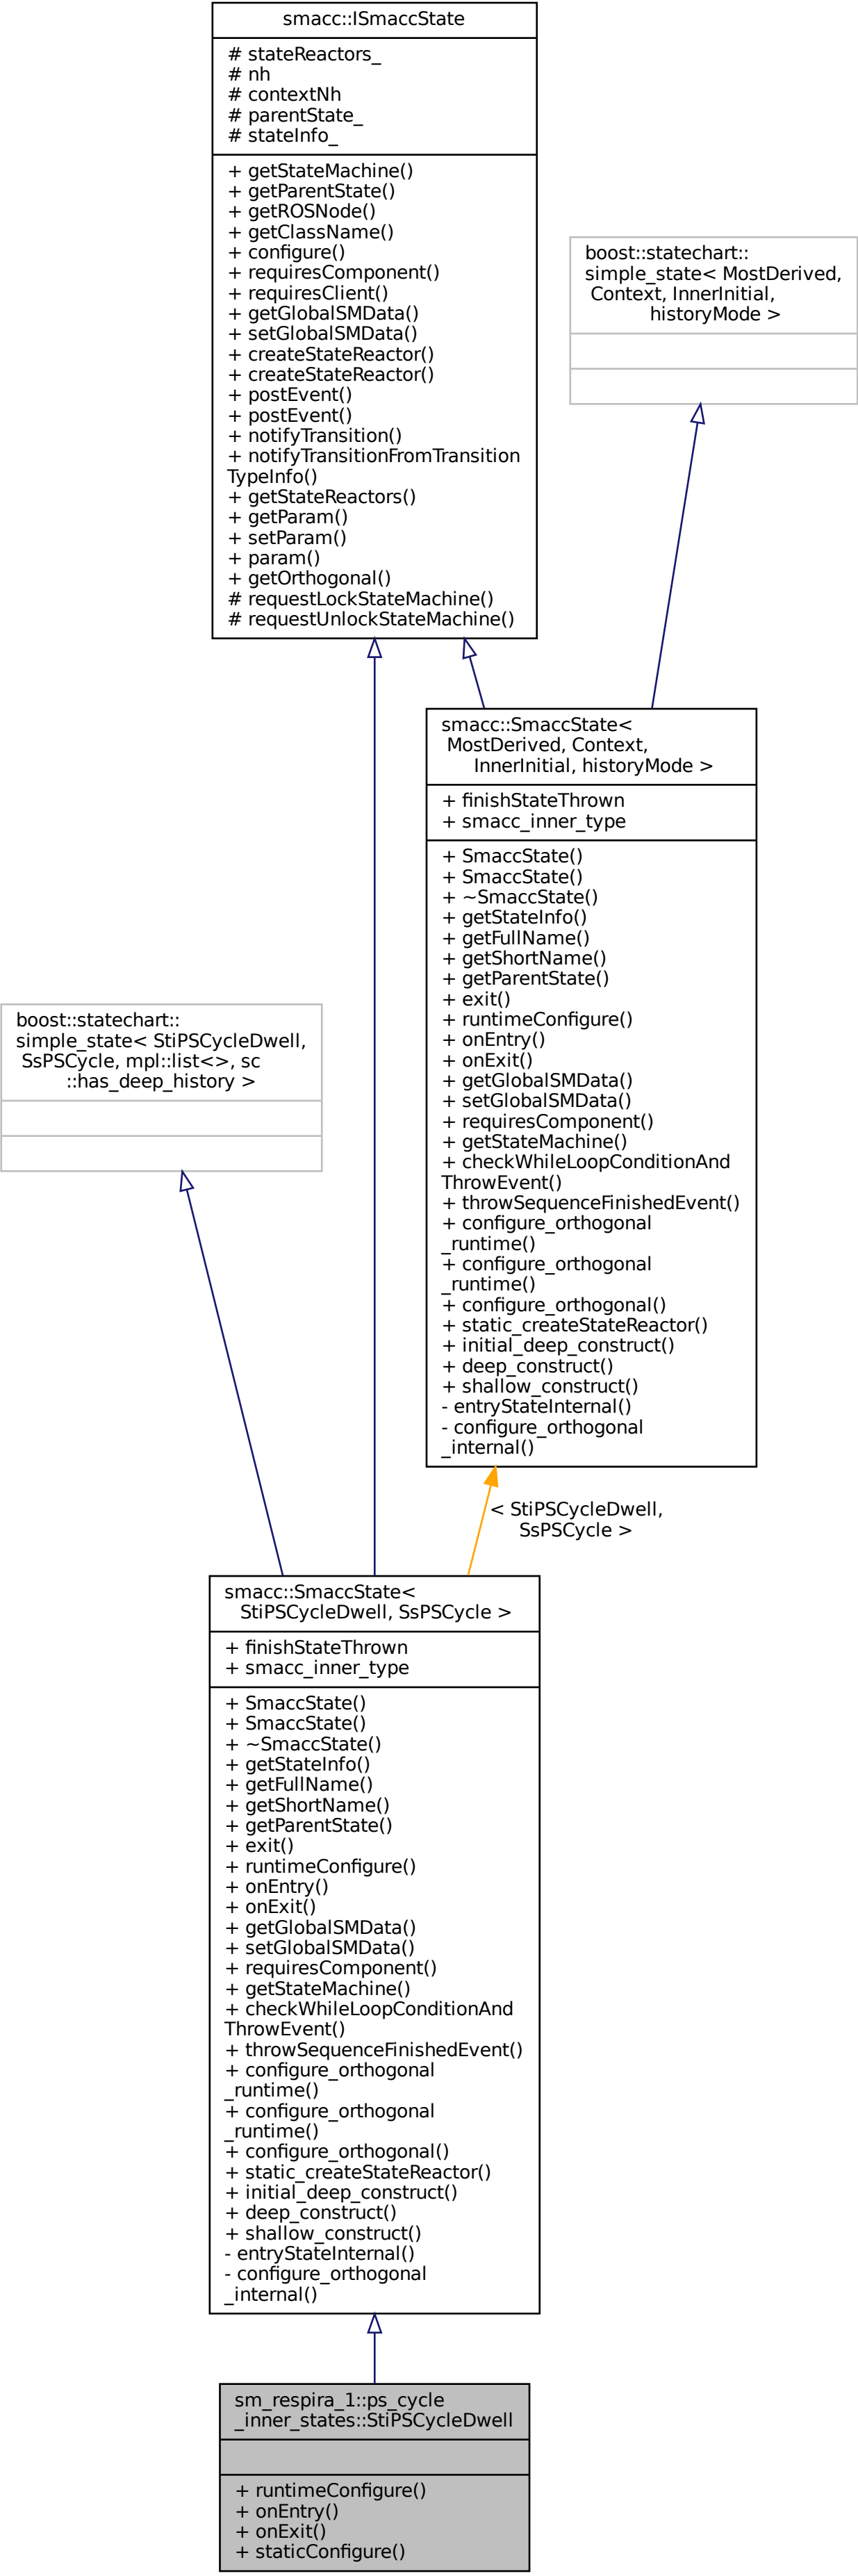 smacc::ISmaccState
# stateReactors_
# nh
# contextNh
# parentState_
# stateInfo_
+ getStateMachine()
+ getParentState()
+ getROSNode()
+ getClassName()
+ configure()
+ requiresComponent()
+ requiresClient()
+ getGlobalSMData()
+ setGlobalSMData()
+ createStateReactor()
+ createStateReactor()
+ postEvent()
+ postEvent()
+ notifyTransition()
+ notifyTransitionFromTransition
TypeInfo()
+ getStateReactors()
+ getParam()
+ setParam()
+ param()
+ getOrthogonal()
# requestLockStateMachine()
# requestUnlockStateMachine()
boost::statechart::
simple_state< MostDerived,
Context, InnerInitial,
historyMode >
smacc::SmaccState<
MostDerived, Context,
InnerInitial, historyMode >
+ finishStateThrown
+ smacc_inner_type
+ SmaccState()
+ SmaccState()
+ ~SmaccState()
+ getStateInfo()
+ getFullName()
+ getShortName()
+ getParentState()
+ exit()
+ runtimeConfigure()
+ onEntry()
+ onExit()
+ getGlobalSMData()
+ setGlobalSMData()
+ requiresComponent()
+ getStateMachine()
+ checkWhileLoopConditionAnd
ThrowEvent()
+ throwSequenceFinishedEvent()
+ configure_orthogonal
_runtime()
+ configure_orthogonal
_runtime()
+ configure_orthogonal()
+ static_createStateReactor()
+ initial_deep_construct()
+ deep_construct()
+ shallow_construct()
- entryStateInternal()
- configure_orthogonal
_internal()
boost::statechart::
simple_state< StiPSCycleDwell,
SsPSCycle, mpl::list<>, sc
::has_deep_history >
< StiPSCycleDwell,
SsPSCycle >
smacc::SmaccState<
StiPSCycleDwell, SsPSCycle >
+ finishStateThrown
+ smacc_inner_type
+ SmaccState()
+ SmaccState()
+ ~SmaccState()
+ getStateInfo()
+ getFullName()
+ getShortName()
+ getParentState()
+ exit()
+ runtimeConfigure()
+ onEntry()
+ onExit()
+ getGlobalSMData()
+ setGlobalSMData()
+ requiresComponent()
+ getStateMachine()
+ checkWhileLoopConditionAnd
ThrowEvent()
+ throwSequenceFinishedEvent()
+ configure_orthogonal
_runtime()
+ configure_orthogonal
_runtime()
+ configure_orthogonal()
+ static_createStateReactor()
+ initial_deep_construct()
+ deep_construct()
+ shallow_construct()
- entryStateInternal()
- configure_orthogonal
_internal()
sm_respira_1::ps_cycle
_inner_states::StiPSCycleDwell
+ runtimeConfigure()
+ onEntry()
+ onExit()
+ staticConfigure()